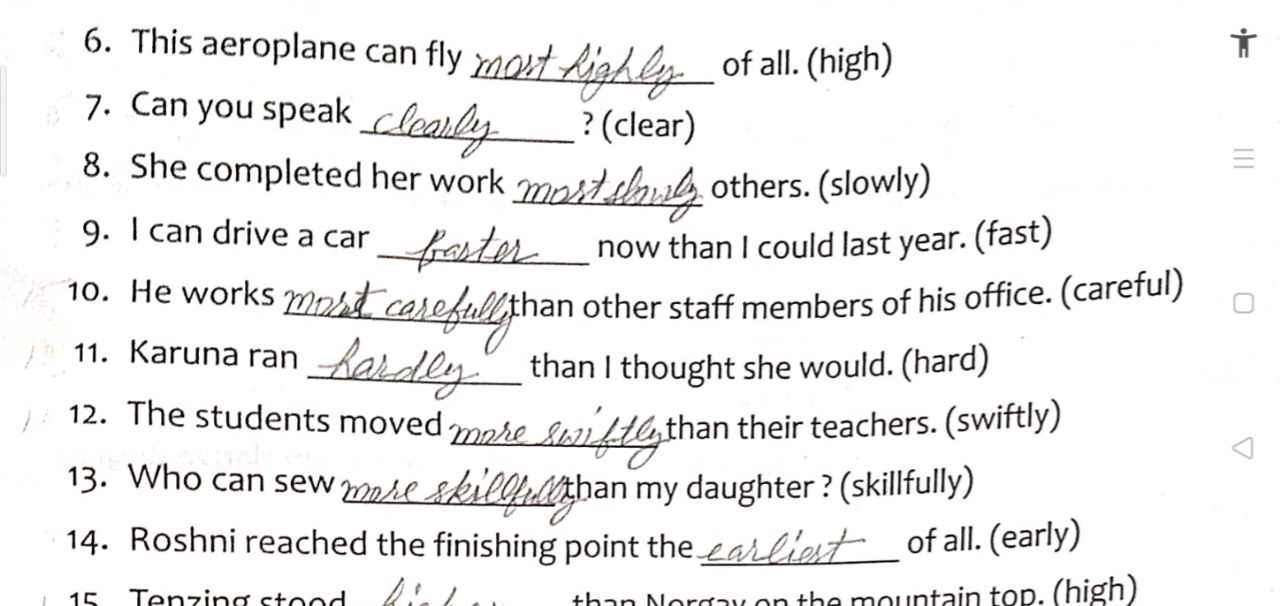 6. This aeroplane can fly most highly of all. (high)
7. Can you speak clearly ? (clear)
8. She completed her work most slowly others. (slowly)
9. I can drive a car faster now than I could last year. (fast)
10. He works most carefully than other staff members of his office. (careful)
11. Karuna ran hardly than I thought she would. (hard)
12. The students moved more swiftly than their teachers. (swiftly)
13. Who can sew more skillfully than my daughter ? (skillfully)
14. Roshni reached the finishing point the earliest of all. (early)
15. Tenzing stood than Norgay on the mountain top. (high)